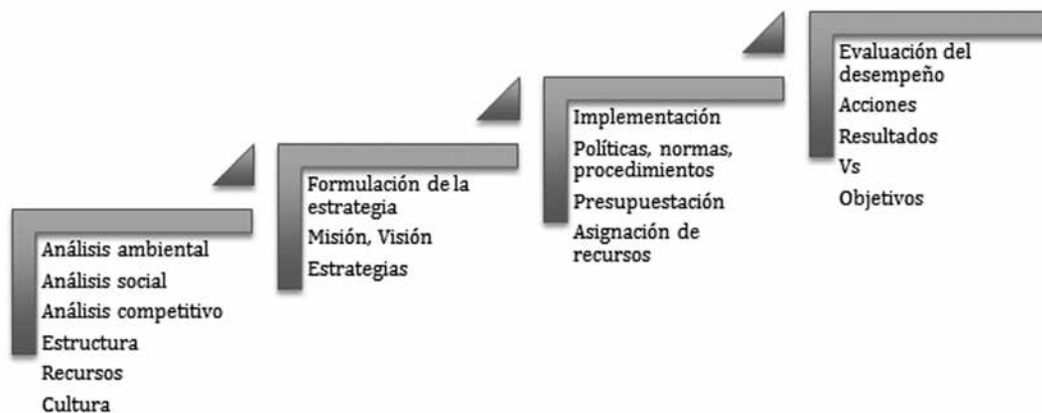 Análisis ambiental
Análisis social
Análisis competitivo
Estructura
Recursos
Cultura
Formulación de la
estrategia
Misión, Visión
Estrategias
Implementación
Políticas, normas,
procedimientos
Presupuestación
Asignación de
recursos
Evaluación del
desempeño
Acciones
Resultados
Vs
Objetivos